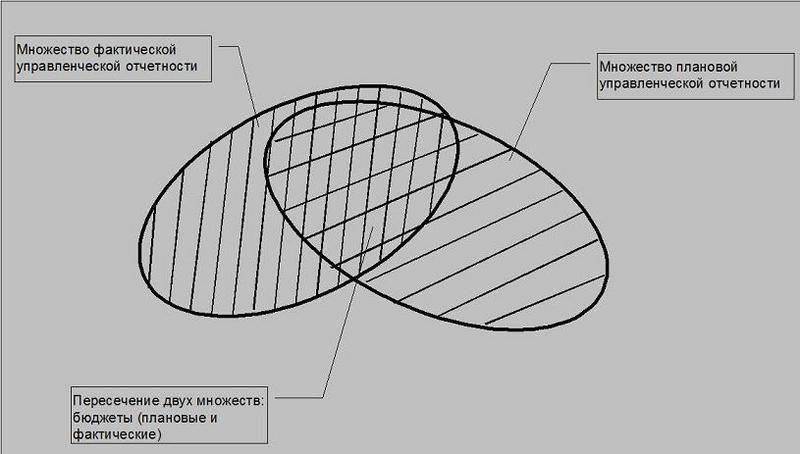 Множество фактической
управленческой отчетности
Множество плановой
управленческой отчетности
Пересечение двух множеств:
бюджеты (плановые и
фактические)